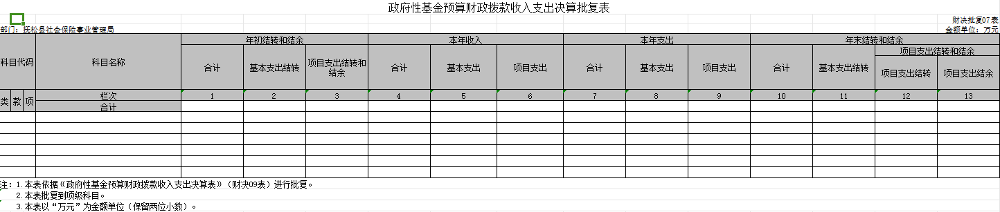 政府性基金预算财政拨款收入支出决算批复表
财决批复07表
部门：抚松县社会保险事业管理局 金额单位：万元
科目代码 科目名称 年初结转和结余 本年收入 本年支出 年末结转和结余
合计 基本支出结转 项目支出结转和结余 合计 基本支出 项目支出 合计 基本支出 项目支出 合计 基本支出结转 项目支出结转和结余
项目支出结转 项目支出结余
类 款 项 栏次 1 2 3 4 5 6 7 8 9 10 11 12 13
合计
注：1.本表依据《政府性基金预算财政拨款收入支出决算表》（财决09表）进行批复。
2.本表批复到项级科目。
3.本表以“万元”为金额单位（保留两位小数）。